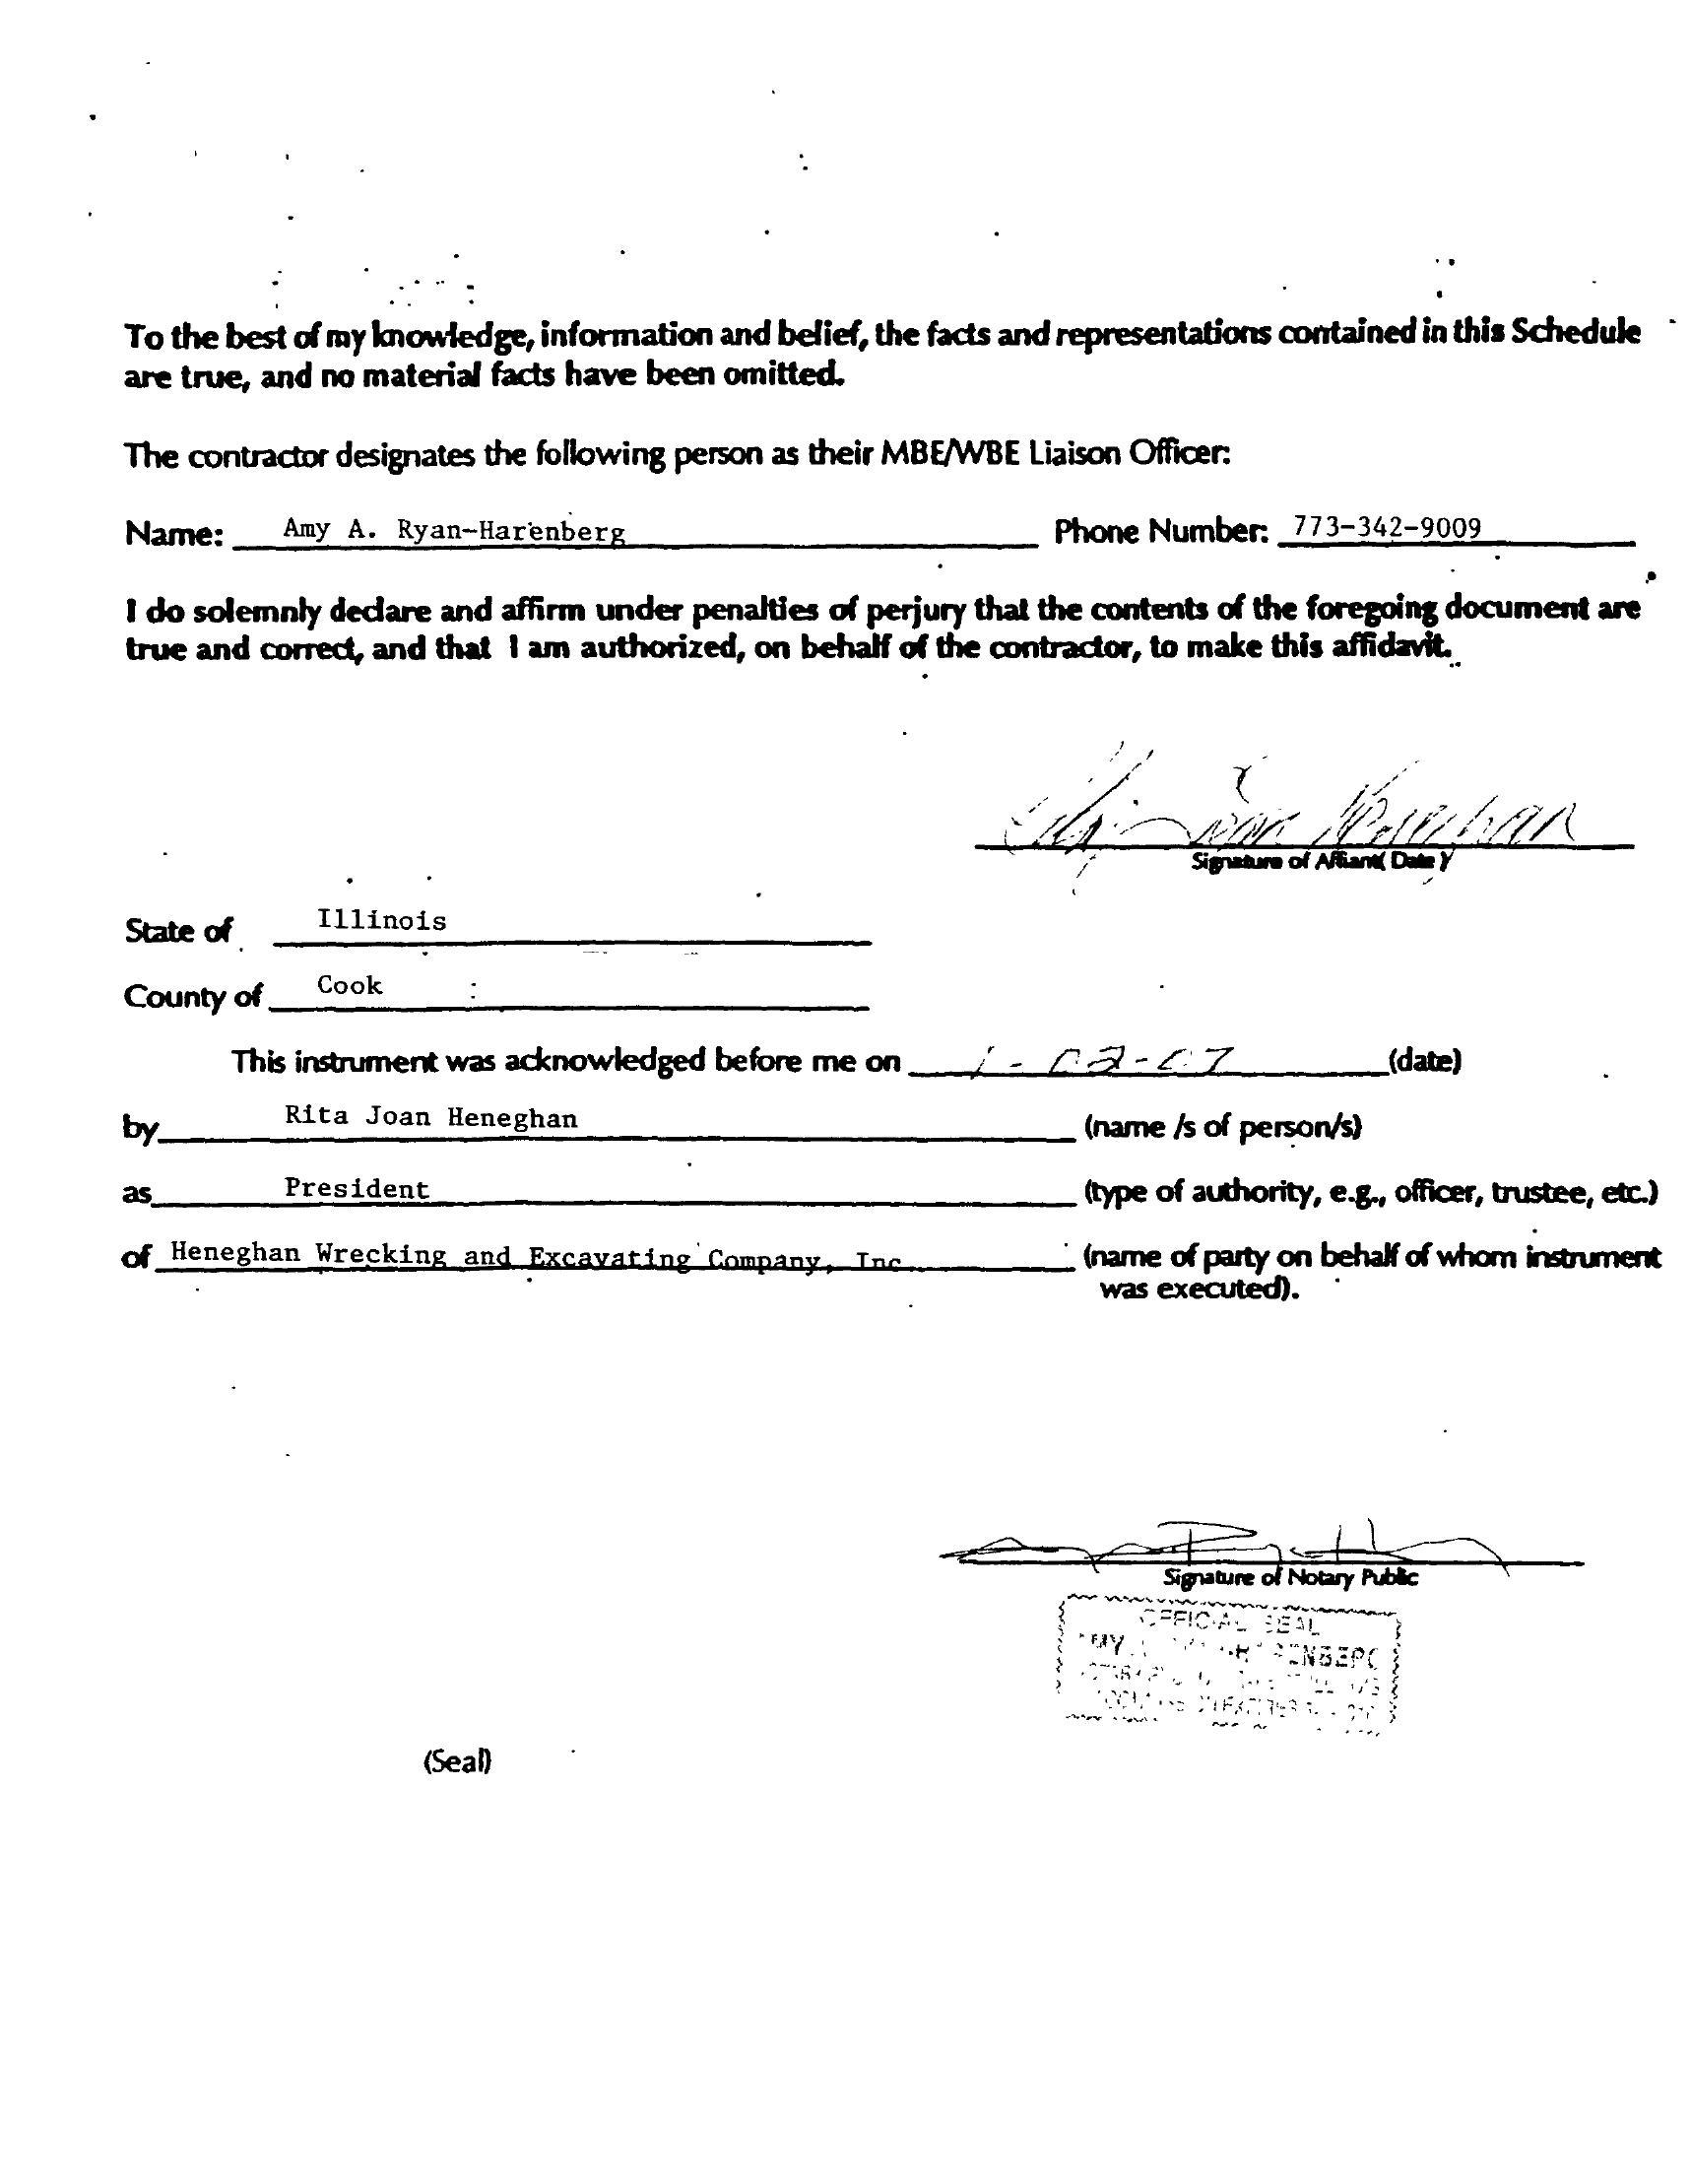 To the best of my knowledge, information and belief, the facts and representations contained in this Schedule
are true, and no material facts have been omitted.
The contractor designates the following person as their MBE/WBE Liaison Officer:
Name: Amy A. Ryan-Harenberg Phone Number: 773-342-9009
I do solemnly declare and affirm under penalties of perjury that the contents of the foregoing document are
true and correct, and that I am authorized, on behalf of the contractor, to make this affidavit.
Joan Heneghan
Signature of Affiant( Date )
State of Illinois
County of Cook :
This instrument was acknowledged before me on 1-02-07 (date)
by Rita Joan Heneghan (name /s of person/s)
as President (type of authority, e.g., officer, trustee, etc.)
of Heneghan Wrecking and Excavating Company, Inc. (name of party on behalf of whom instrument
was executed).
Signature of Notary Public
OFFICIAL SEAL
(Seal)